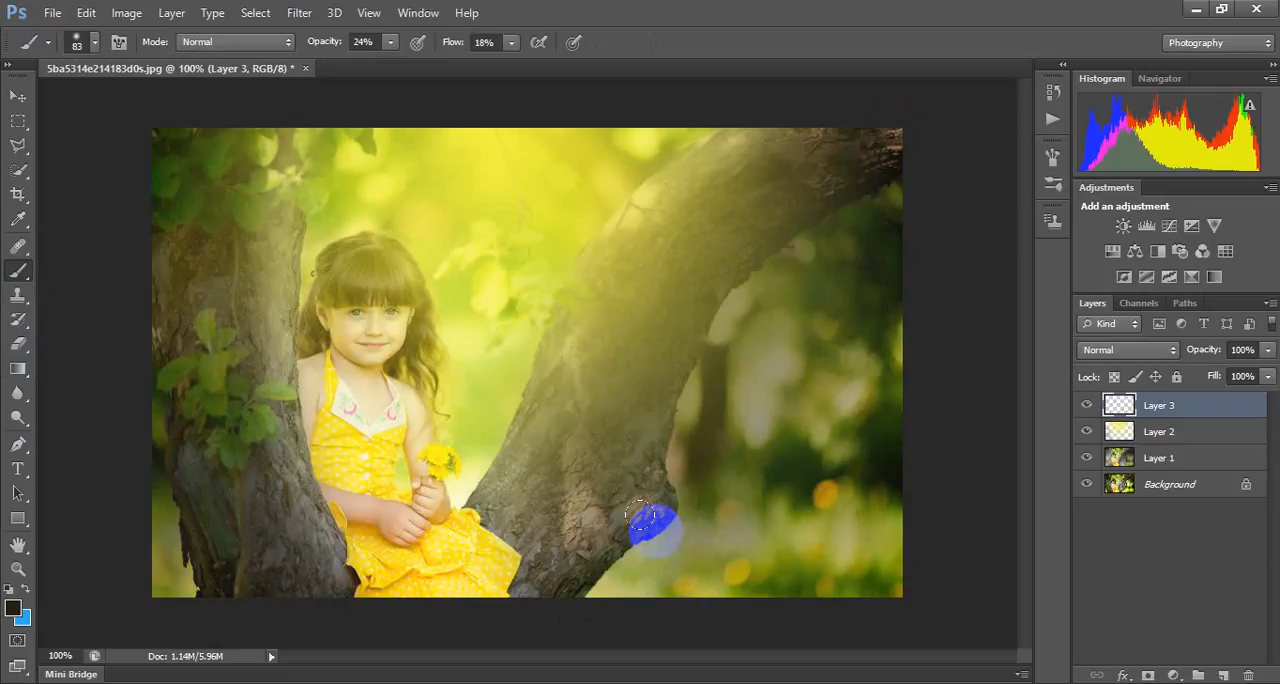 Ps File Edit Image Layer Type Select Filter 3D View Window Help
83 Mode: Normal Opacity: 24% Flow: 18% Photography
5ba5314e214183d0s.jpg @ 100% (Layer 3, RGB/8) * ×
Histogram Navigator
Adjustments
Add an adjustment
Layers Channels Paths
Kind
Normal Opacity: 100%
Lock: Fill: 100%
Layer 3
Layer 2
Layer 1
Background
100% Doc: 1.14M/5.96M
Mini Bridge